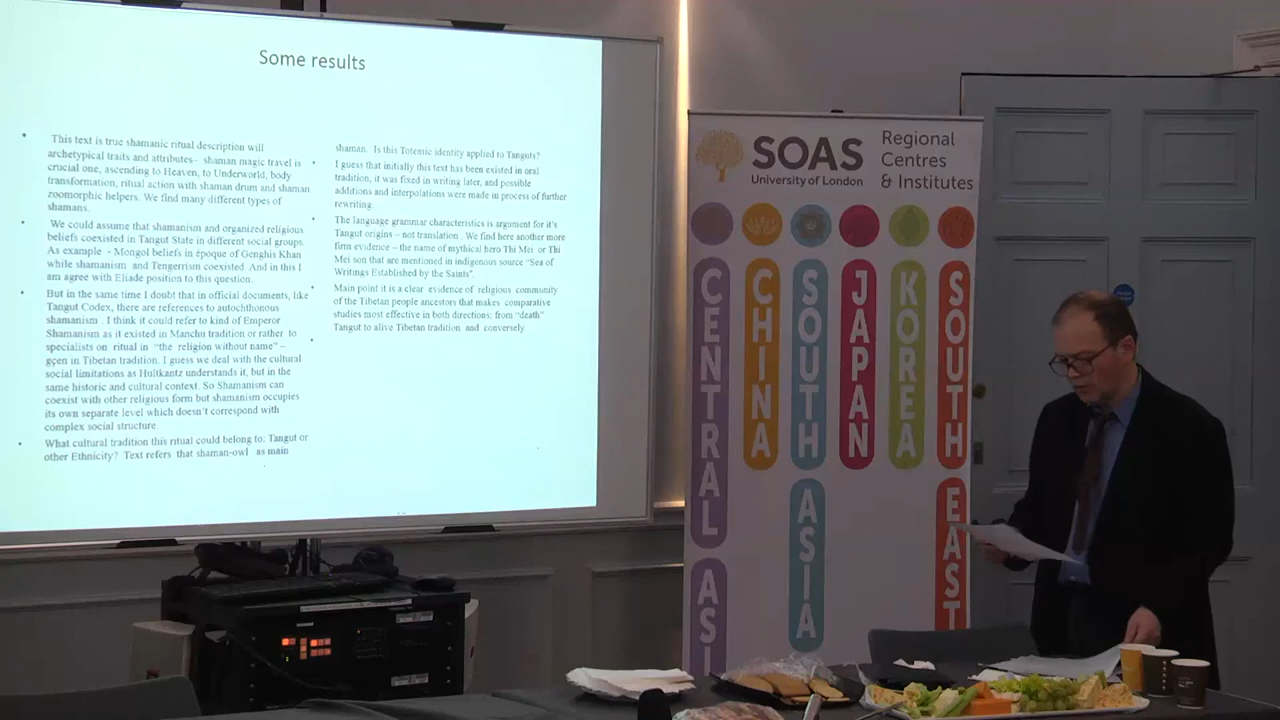 Some results
This text is true shamanic ritual description will
archetypical traits and attributes– shaman magic travel is
crucial one, ascending to Heaven, to Underworld, body
transformation, ritual action with shaman drum and shaman
zoomorphic helpers. We find many different types of
shamans.
We could assume that shamanism and organized religious
beliefs coexisted in Tangut State in different social groups.
As example - Mongol beliefs in époque of Genghis Khan
while shamanism and Tengerrism coexisted. And in this I
am agree with Eliade position to this question.
But in the same time I doubt that in official documents, like
Tangut Codex, there are references to autochthonous
shamanism . I think it could refer to kind of Emperor
Shamanism as it existed in Manchu tradition or rather to
specialists on ritual in “the religion without name” –
gçen in Tibetan tradition. I guess we deal with the cultural
social limitations as Hultkantz understands it, but in the
same historic and cultural context. So Shamanism can
coexist with other religious form but shamanism occupies
its own separate level which doesn’t correspond with
complex social structure.
What cultural tradition this ritual could belong to: Tangut or
other Ethnicity? Text refers that shaman-owl as main
shaman. Is this Totemic identity applied to Tanguts?
I guess that initially this text has been existed in oral
tradition, it was fixed in writing later, and possible
additions and interpolations were made in process of further
rewriting.
The language grammar characteristics is argument for it’s
Tangut origins – not translation . We find here another more
firm evidence – the name of mythical hero Thi Mei or Thi
Mei son that are mentioned in indigenous source “Sea of
Writings Established by the Saints”.
Main point it is a clear evidence of religious community
of the Tibetan people ancestors that makes comparative
studies most effective in both directions: from “death”
Tangut to alive Tibetan tradition and conversely
SOAS
University of London
Regional
Centres
& Institutes
CENTRAL ASI
CHINA
SOUTH ASIA
JAPAN
KOREA
SOUTH EAST